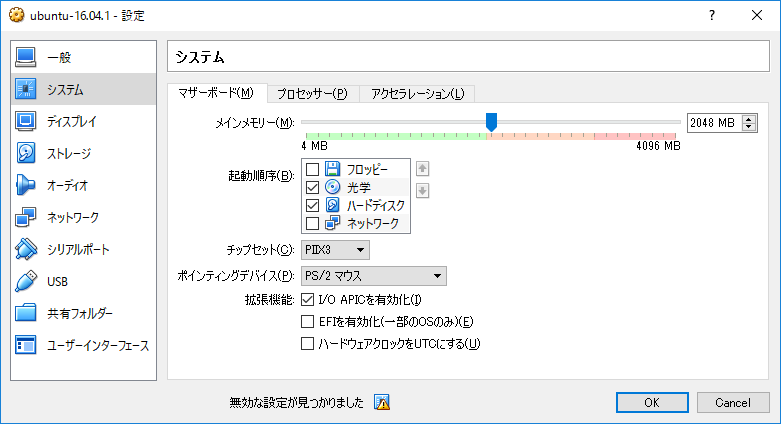 ubuntu-16.04.1 - 設定
一般
システム
ディスプレイ
ストレージ
オーディオ
ネットワーク
シリアルポート
USB
共有フォルダー
ユーザーインターフェース
システム
マザーボード(M) プロセッサー(P) アクセラレーション(L)
メインメモリー(M): 2048 MB
4 MB 4096 MB
起動順序(B): フロッピー
光学
ハードディスク
ネットワーク
チップセット(C): PIIX3
ポインティングデバイス(P): PS/2 マウス
拡張機能: I/O APICを有効化(I)
EFIを有効化(一部のOSのみ)(E)
ハードウェアクロックをUTCにする(U)
無効な設定が見つかりました
OK Cancel